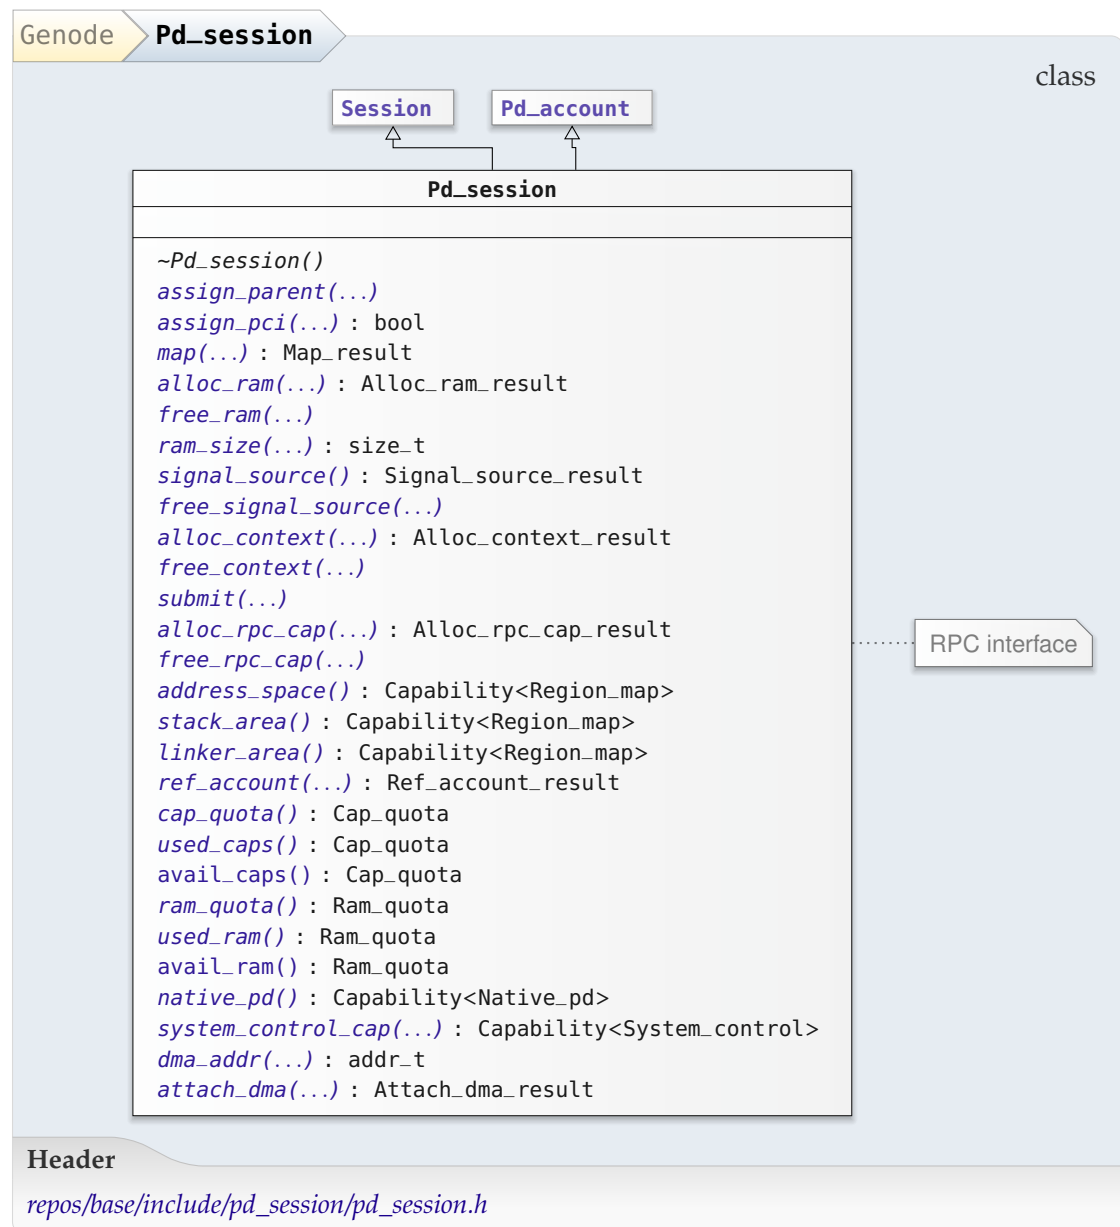 Genode Pd_session
class
Session Pd_account
Pd_session
~Pd_session()
assign_parent(...)
assign_pci(...) : bool
map(...) : Map_result
alloc_ram(...) : Alloc_ram_result
free_ram(...)
ram_size(...) : size_t
signal_source() : Signal_source_result
free_signal_source(...)
alloc_context(...) : Alloc_context_result
free_context(...)
submit(...)
alloc_rpc_cap(...) : Alloc_rpc_cap_result
RPC interface
free_rpc_cap(...)
address_space() : Capability<Region_map>
stack_area() : Capability<Region_map>
linker_area() : Capability<Region_map>
ref_account(...) : Ref_account_result
cap_quota() : Cap_quota
used_caps() : Cap_quota
avail_caps() : Cap_quota
ram_quota() : Ram_quota
used_ram() : Ram_quota
avail_ram() : Ram_quota
native_pd() : Capability<Native_pd>
system_control_cap(...) : Capability<System_control>
dma_addr(...) : addr_t
attach_dma(...) : Attach_dma_result
Header
repos/base/include/pd_session/pd_session.h